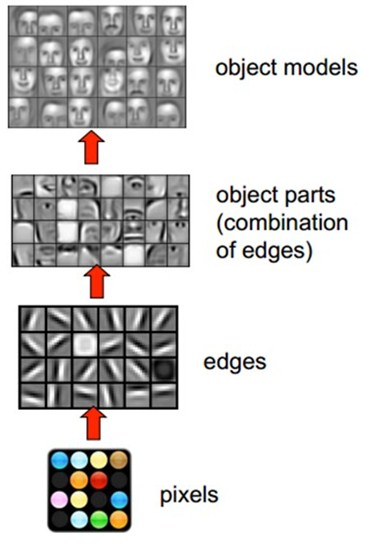 object models
object parts
(combination
of edges)
edges
pixels